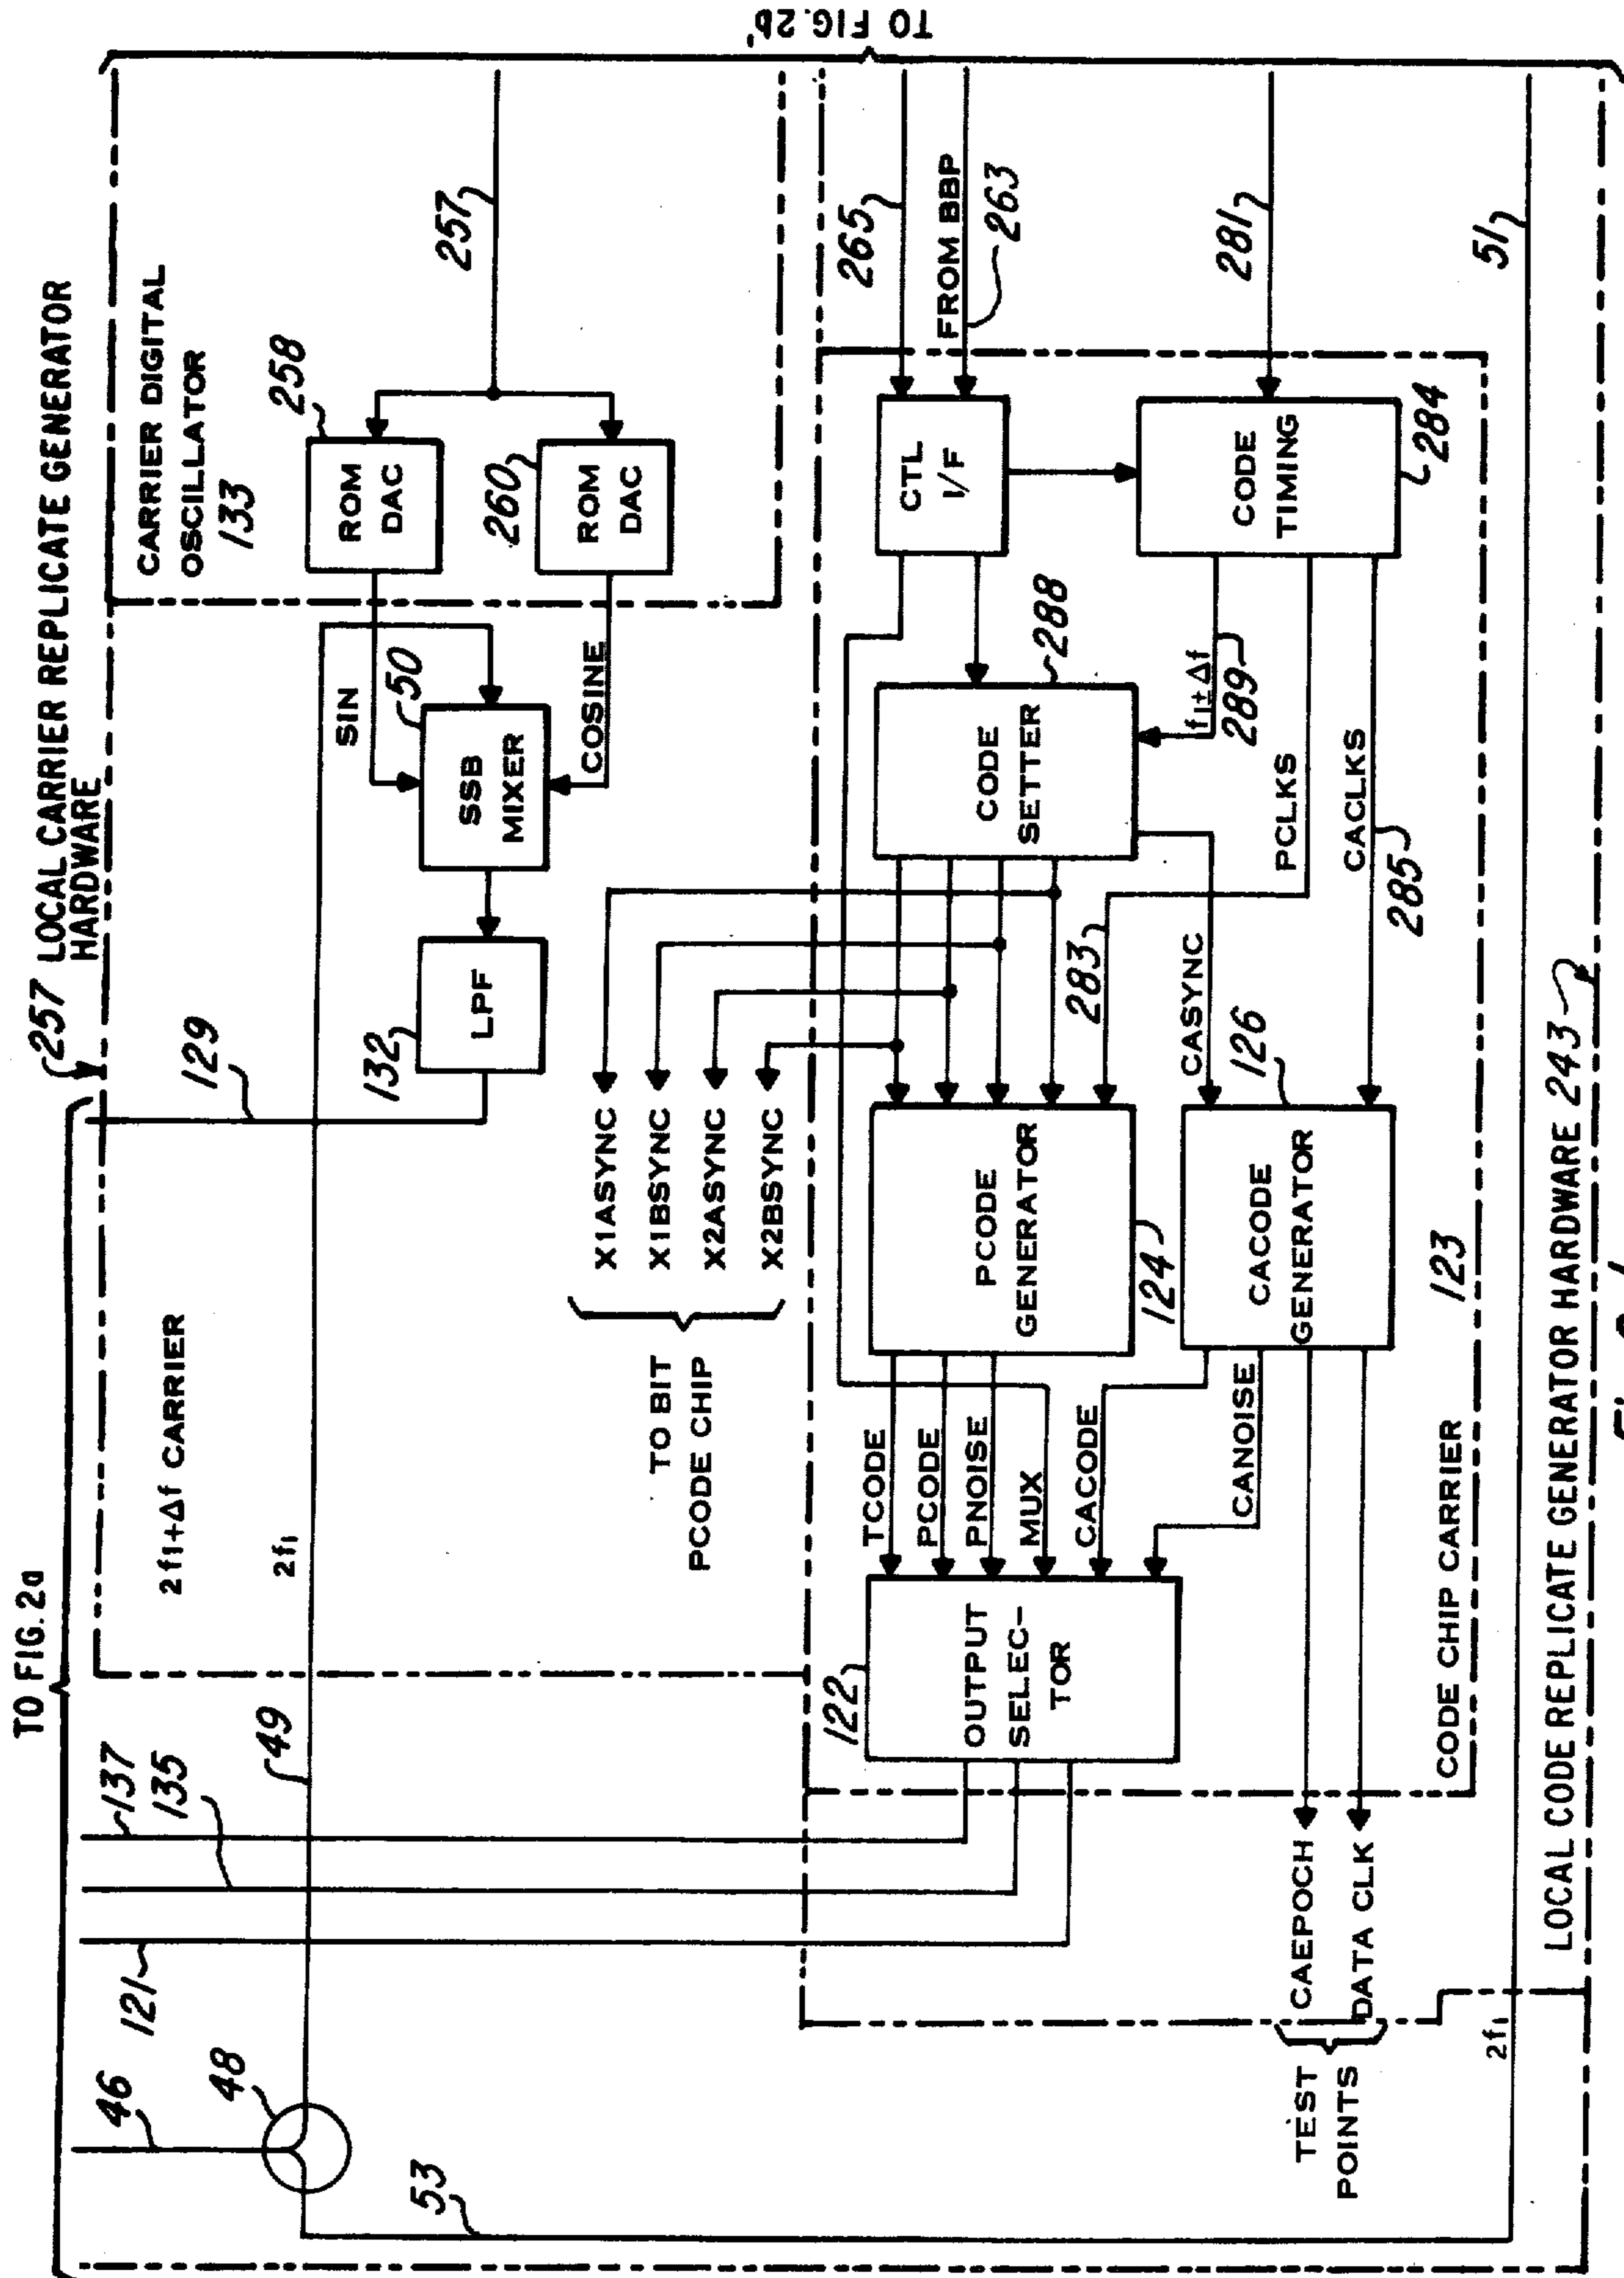 TO FIG. 2a
TO FIG. 2b'
257 LOCAL CARRIER REPLICATE GENERATOR
HARDWARE
46
48
53
121
135
137
49
129
2f1+Δf CARRIER
2f1
132
LPF
50
SSB
MIXER
SIN
COSINE
CARRIER DIGITAL
OSCILLATOR
133
258
ROM
DAC
260
ROM
DAC
257
X1ASYNC
X1BSYNC
X2ASYNC
X2BSYNC
TO BIT
PCODE CHIP
122
OUTPUT
SELEC-
TOR
TCODE
PCODE
PNOISE
MUX
CACODE
CANOISE
PCODE
GENERATOR
124
CACODE
GENERATOR
126
283
CASYNC
CODE
SETTER
288
f1±Δf
289
PCLKS
CACLKS
285
CTL
I/F
CODE
TIMING
284
265
FROM BBP
263
281
51
TEST
POINTS
CAEPOCH
DATA CLK
CODE CHIP CARRIER
123
2f1
LOCAL CODE REPLICATE GENERATOR HARDWARE 243